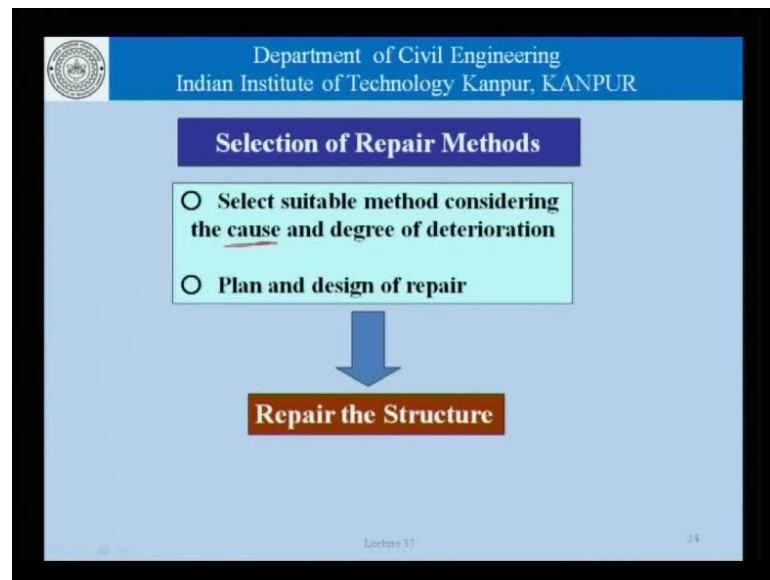 Department of Civil Engineering
Indian Institute of Technology Kanpur, KANPUR
Selection of Repair Methods
O Select suitable method considering
the cause and degree of deterioration
O Plan and design of repair
Repair the Structure
Lecture 37
24